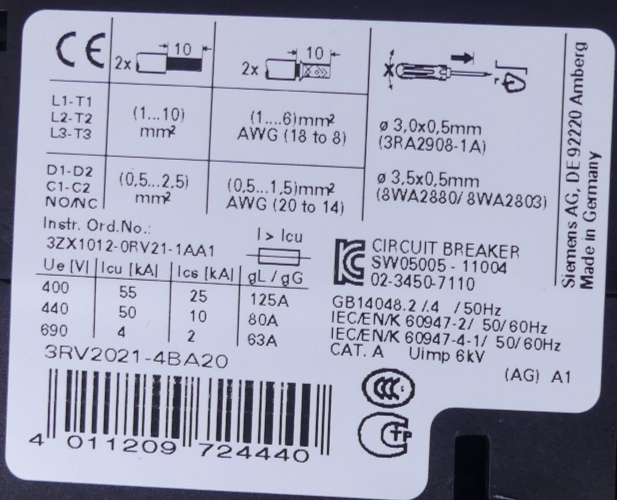 CE 2x 10 2x 10
L1-T1 (1...10) (1....6)mm²
L2-T2 mm² AWG (18 to 8) ø 3,0x0,5mm
L3-T3 (3RA2908-1A)
D1-D2 (0,5...2,5) (0,5...1,5)mm² ø 3,5x0,5mm
C1-C2 mm² AWG (20 to 14) (8WA2880/ 8WA2803)
NO/NC
Instr. Ord.No.: I > Icu
3ZX1012-0RV21-1AA1
Ue [V] Icu [kA] Ics [kA] gL / gG
400 55 25 125A
440 50 10 80A
690 4 2 63A
3RV2021-4BA20
4 011209 724440
CIRCUIT BREAKER
SW05005 - 11004
02-3450-7110
GB14048.2 /.4 /50Hz
IEC/EN/K 60947-2/ 50/60Hz
IEC/EN/K 60947-4-1/ 50/60Hz
CAT. A Uimp 6kV
(AG) A1
CCC
Siemens AG, DE 92220 Amberg
Made in Germany